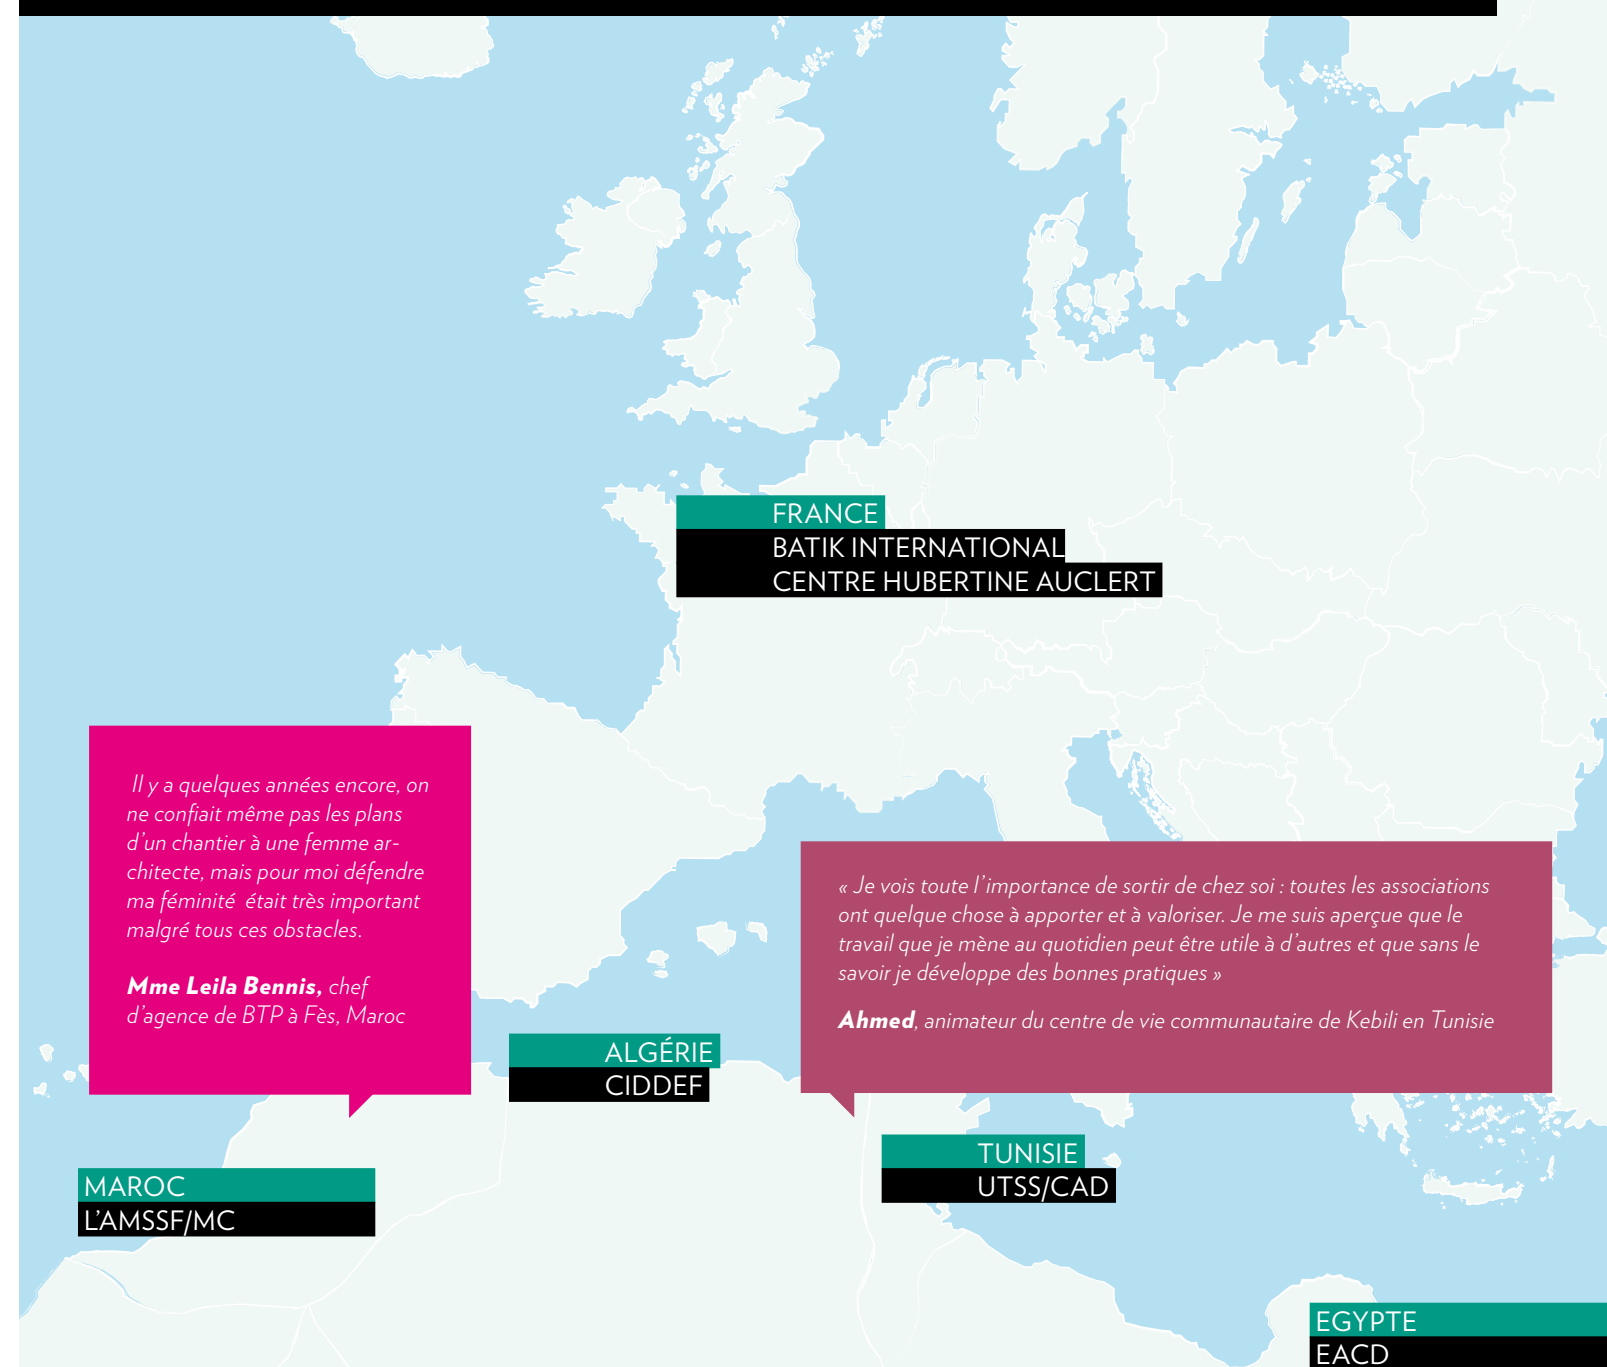 FRANCE
BATIK INTERNATIONAL
CENTRE HUBERTINE AUCLERT
Il y a quelques années encore, on
ne confiait même pas les plans
d'un chantier à une femme ar-
chitecte, mais pour moi défendre
ma féminité était très important
malgré tous ces obstacles.
Mme Leila Bennis, chef
d'agence de BTP à Fès, Maroc
« Je vois toute l'importance de sortir de chez soi : toutes les associations
ont quelque chose à apporter et à valoriser. Je me suis aperçue que le
travail que je mène au quotidien peut être utile à d'autres et que sans le
savoir je développe des bonnes pratiques »
Ahmed, animateur du centre de vie communautaire de Kebili en Tunisie
ALGÉRIE
CIDDEF
TUNISIE
UTSS/CAD
MAROC
L'AMSSF/MC
EGYPTE
EACD